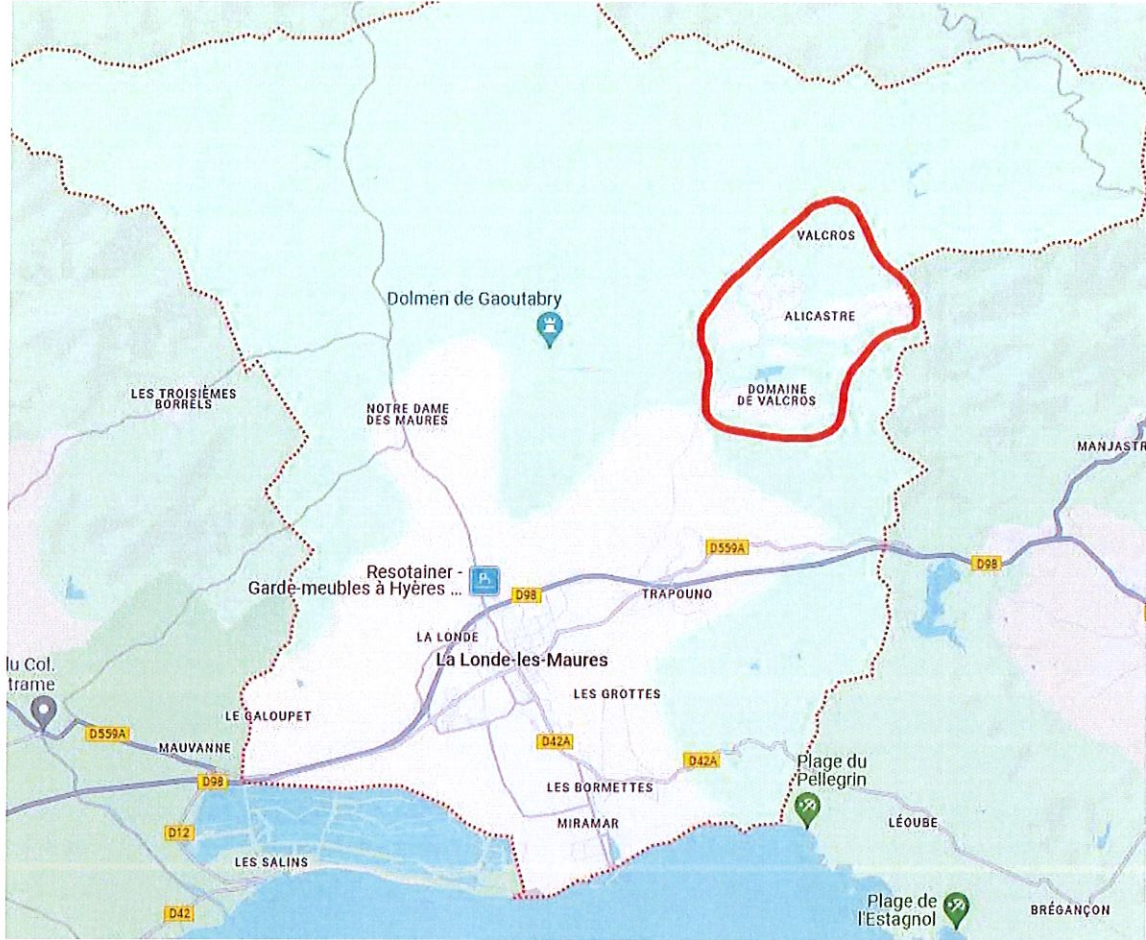 VALCROS
ALICASTRE
Dolmen de Gaoutabry
DOMAINE
DE VALCROS
LES TROISIÈMES
BORRELS
NOTRE DAME
DES MAURES
MANJASTR
D559A
D98
Resotainer -
Garde-meubles à Hyères ...
D98
TRAPOUNO
LA LONDE
La Londe-les-Maures
du Col.
trame
LES GROTTES
LE GALOUPET
D559A
MAUVANNE
D42A
D42A
Plage du
Pellegrin
D98
LES BORMETTES
MIRAMAR
LÉOUBE
D12
LES SALINS
D42
Plage de
l'Estagnol
BRÉGANÇON